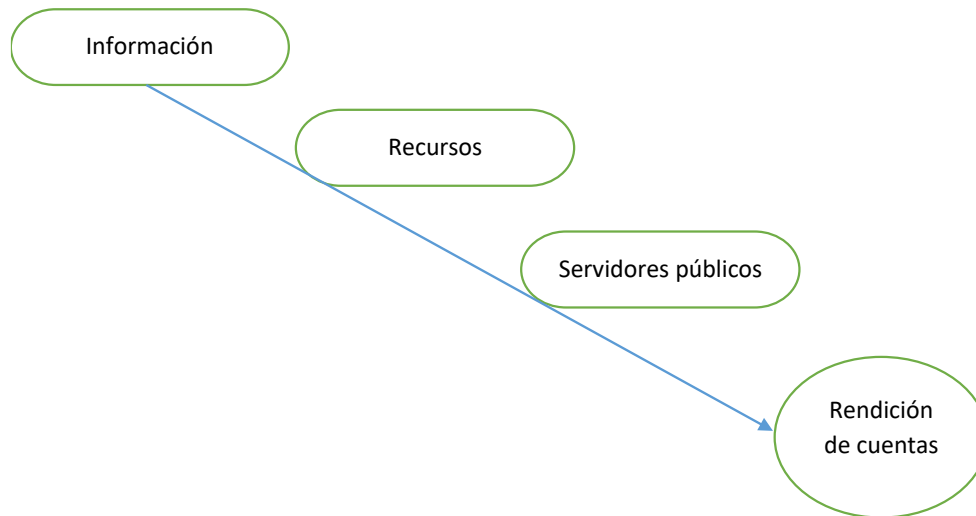 Información
Recursos
Servidores públicos
Rendición
de cuentas